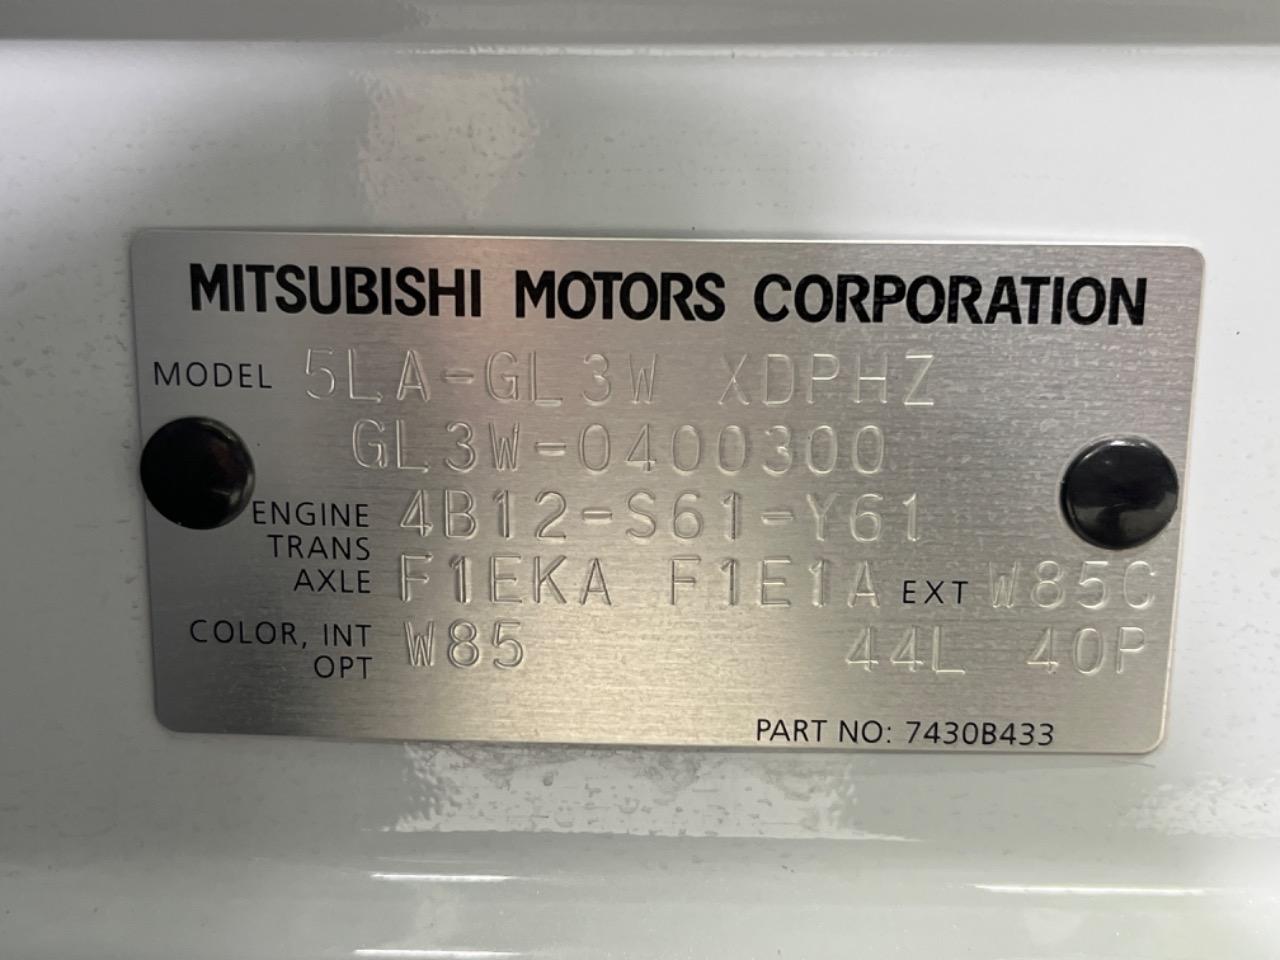 MITSUBISHI MOTORS CORPORATION
MODEL 5LA-GL3W XDPHZ
GL3W-0400300
ENGINE 4B12-S61-Y61
TRANS
AXLE F1EKA F1E1A EXT W85C
COLOR, INT W85 44L 40P
OPT
PART NO: 7430B433